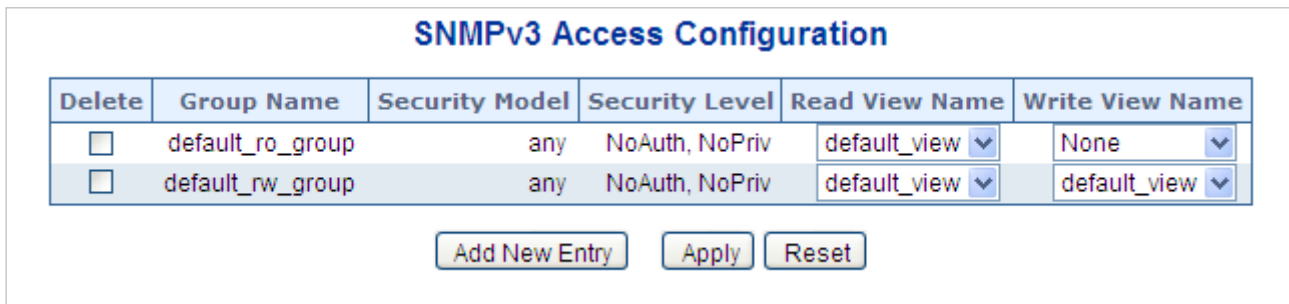 SNMPv3 Access Configuration
Delete Group Name Security Model Security Level Read View Name Write View Name
default_ro_group any NoAuth, NoPriv default_view None
default_rw_group any NoAuth, NoPriv default_view default_view
Add New Entry Apply Reset